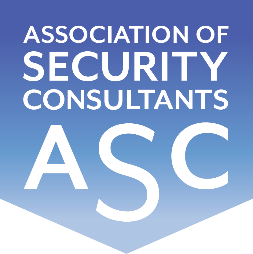 ASSOCIATION OF
SECURITY
CONSULTANTS
ASC